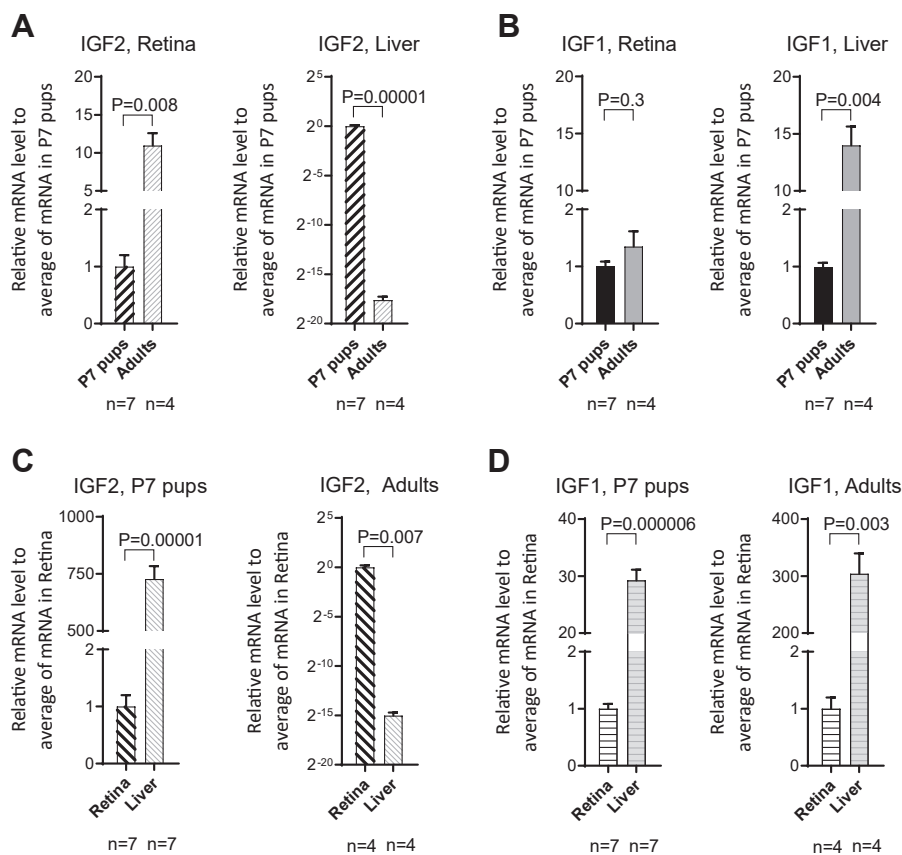 A
IGF2, Retina
Relative mRNA level to
average of mRNA in P7 pups
20
15
10
5
2
1
0
P=0.008
P7 pups
Adults
n=7 n=4
IGF2, Liver
Relative mRNA level to
average of mRNA in P7 pups
2^5
2^0
2^-5
2^-10
2^-15
2^-20
P=0.00001
P7 pups
Adults
n=7 n=4
B
IGF1, Retina
Relative mRNA level to
average of mRNA in P7 pups
20
15
10
2
1
0
P=0.3
P7 pups
Adults
n=7 n=4
IGF1, Liver
Relative mRNA level to
average of mRNA in P7 pups
20
15
10
2
1
0
P=0.004
P7 pups
Adults
n=7 n=4
C
IGF2, P7 pups
Relative mRNA level to
average of mRNA in Retina
1000
750
500
2
1
0
P=0.00001
Retina
Liver
n=7 n=7
IGF2, Adults
Relative mRNA level to
average of mRNA in Retina
2^5
2^0
2^-5
2^-10
2^-15
2^-20
P=0.007
Retina
Liver
n=4 n=4
D
IGF1, P7 pups
Relative mRNA level to
average of mRNA in Retina
40
30
20
2
1
0
P=0.000006
Retina
Liver
n=7 n=7
IGF1, Adults
Relative mRNA level to
average of mRNA in Retina
400
300
200
2
1
0
P=0.003
Retina
Liver
n=4 n=4